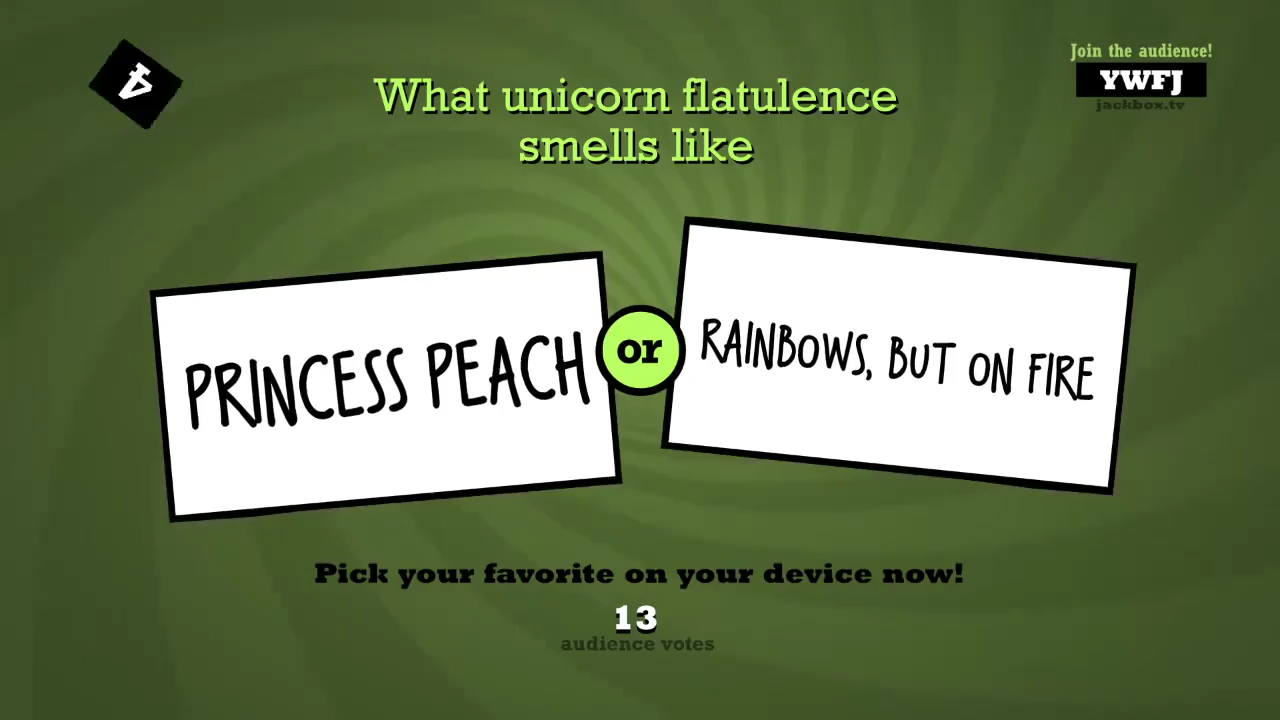 4
Join the audience!
YWFJ
jackbox.tv
What unicorn flatulence
smells like
PRINCESS PEACH
or
RAINBOWS, BUT ON FIRE
Pick your favorite on your device now!
13
audience votes